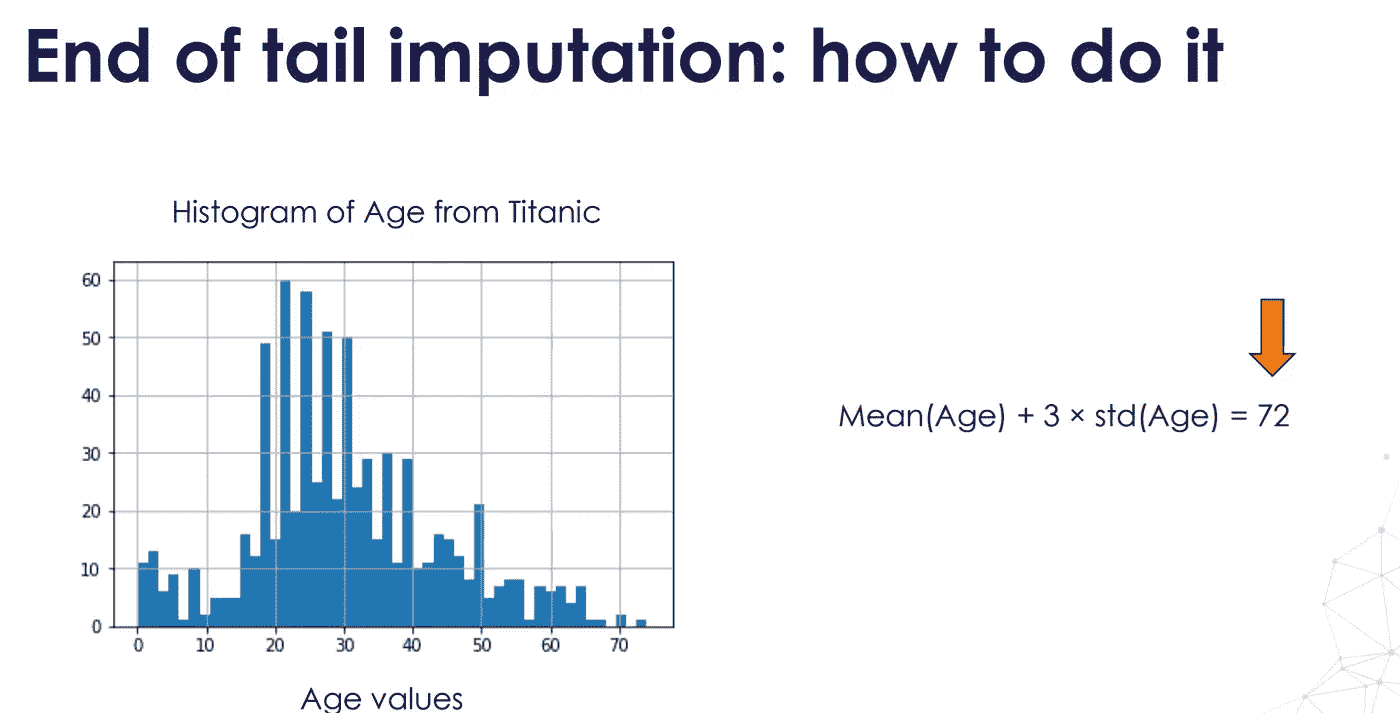 End of tail imputation: how to do it
Histogram of Age from Titanic
60
50
40
30
20
10
0
0 10 20 30 40 50 60 70
Age values
Mean(Age) + 3 × std(Age) = 72